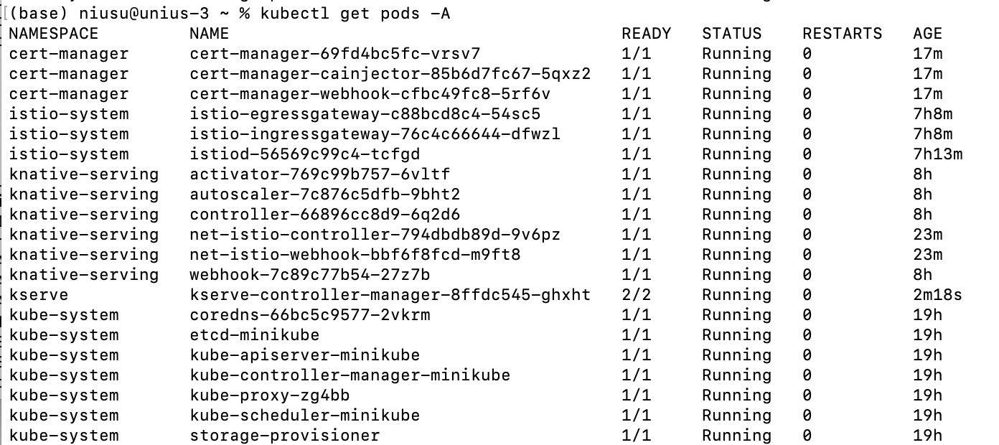 (base) niusu@unius-3 ~ % kubectl get pods -A
NAMESPACE NAME READY STATUS RESTARTS AGE
cert-manager cert-manager-69fd4bc5fc-vrsv7 1/1 Running 0 17m
cert-manager cert-manager-cainjector-85b6d7fc67-5qxz2 1/1 Running 0 17m
cert-manager cert-manager-webhook-cfbc49fc8-5rf6v 1/1 Running 0 17m
istio-system istio-egressgateway-c88bcd8c4-54sc5 1/1 Running 0 7h8m
istio-system istio-ingressgateway-76c4c66644-dfwzl 1/1 Running 0 7h8m
istio-system istiod-56569c99c4-tcfgd 1/1 Running 0 7h13m
knative-serving activator-769c99b757-6vltf 1/1 Running 0 8h
knative-serving autoscaler-7c876c5dfb-9bht2 1/1 Running 0 8h
knative-serving controller-66896cc8d9-6q2d6 1/1 Running 0 8h
knative-serving net-istio-controller-794dbdb89d-9v6pz 1/1 Running 0 23m
knative-serving net-istio-webhook-bbf6f8fcd-m9ft8 1/1 Running 0 23m
knative-serving webhook-7c89c77b54-27z7b 1/1 Running 0 8h
kserve kserve-controller-manager-8ffdc545-ghxht 2/2 Running 0 2m18s
kube-system coredns-66bc5c9577-2vkrm 1/1 Running 0 19h
kube-system etcd-minikube 1/1 Running 0 19h
kube-system kube-apiserver-minikube 1/1 Running 0 19h
kube-system kube-controller-manager-minikube 1/1 Running 0 19h
kube-system kube-proxy-zg4bb 1/1 Running 0 19h
kube-system kube-scheduler-minikube 1/1 Running 0 19h
kube-system storage-provisioner 1/1 Running 0 19h